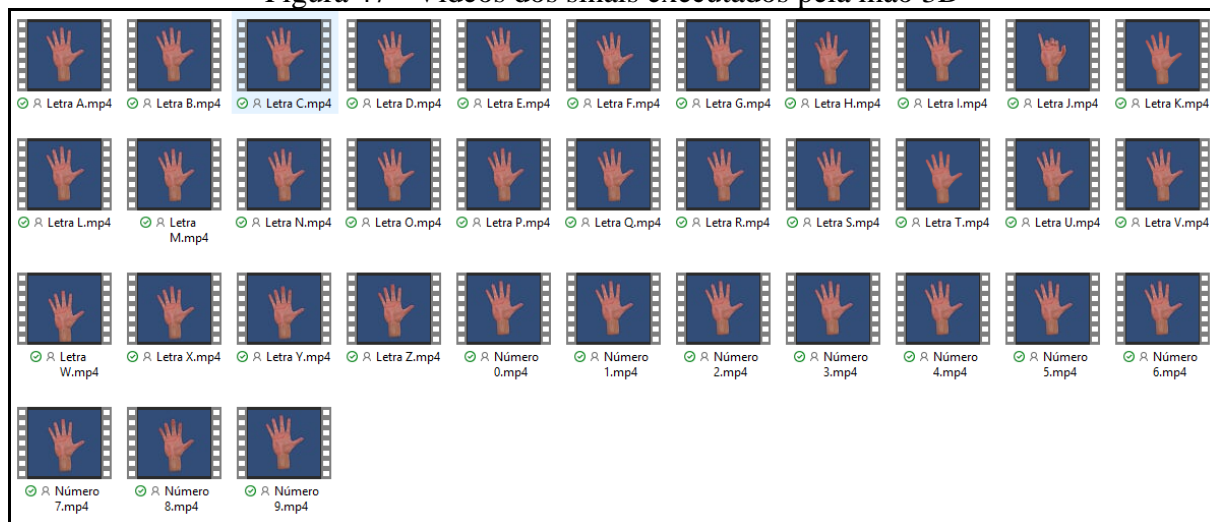 Figura 47 – Vídeos dos sinais executados pela mão 3D
Letra A.mp4 Letra B.mp4 Letra C.mp4 Letra D.mp4 Letra E.mp4 Letra F.mp4 Letra G.mp4 Letra H.mp4 Letra I.mp4 Letra J.mp4 Letra K.mp4
Letra L.mp4 Letra M.mp4 Letra N.mp4 Letra O.mp4 Letra P.mp4 Letra Q.mp4 Letra R.mp4 Letra S.mp4 Letra T.mp4 Letra U.mp4 Letra V.mp4
Letra W.mp4 Letra X.mp4 Letra Y.mp4 Letra Z.mp4 Número 0.mp4 Número 1.mp4 Número 2.mp4 Número 3.mp4 Número 4.mp4 Número 5.mp4 Número 6.mp4
Número 7.mp4 Número 8.mp4 Número 9.mp4